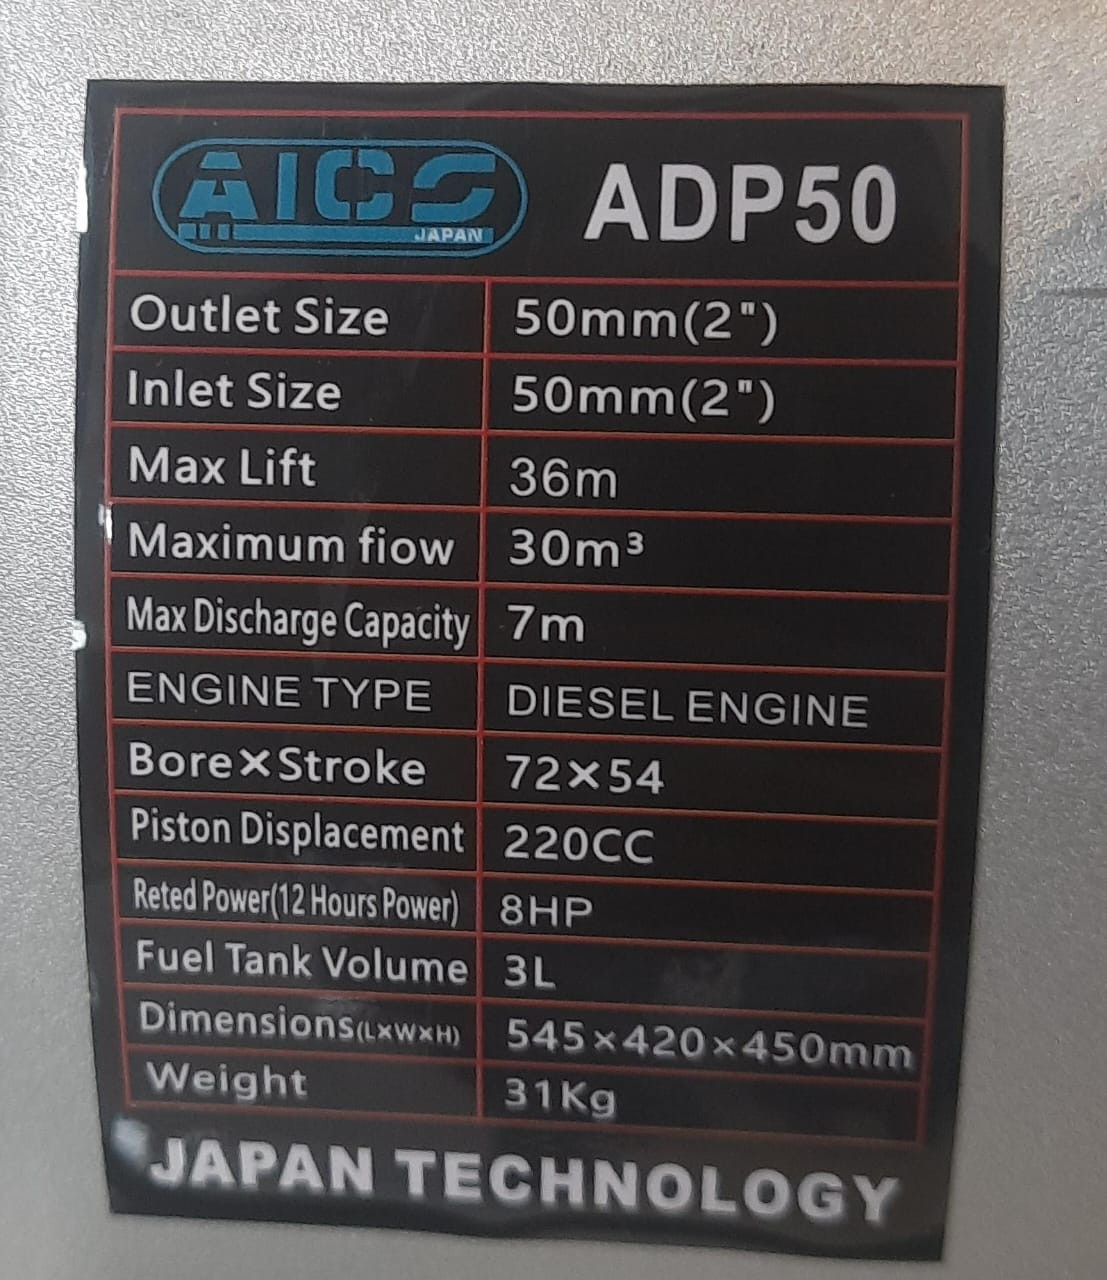 AICS JAPAN ADP50
Outlet Size 50mm(2")
Inlet Size 50mm(2")
Max Lift 36m
Maximum fiow 30m³
Max Discharge Capacity 7m
ENGINE TYPE DIESEL ENGINE
Bore×Stroke 72×54
Piston Displacement 220CC
Reted Power(12 Hours Power) 8HP
Fuel Tank Volume 3L
Dimensions(L×W×H) 545×420×450mm
Weight 31Kg
JAPAN TECHNOLOGY